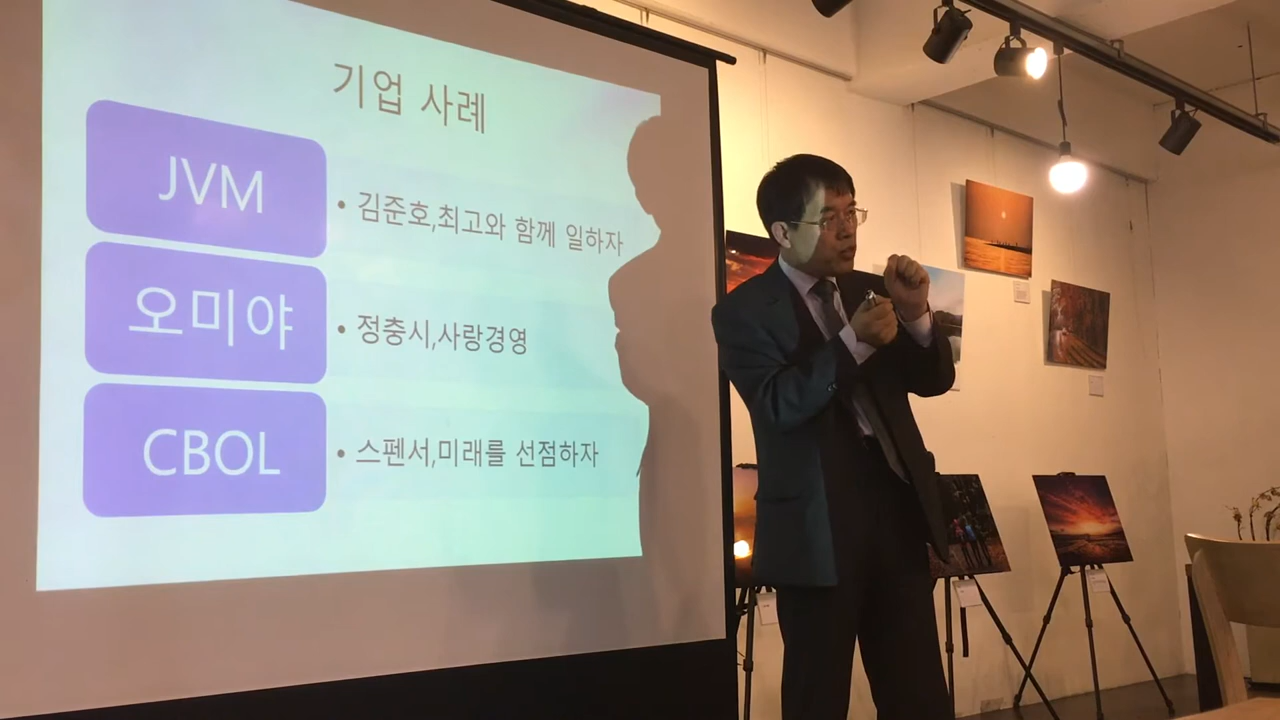 기업 사례
JVM
• 김준호,최고와 함께 일하자
오미야
• 정충시,사랑경영
CBOL
• 스펜서,미래를 선점하자